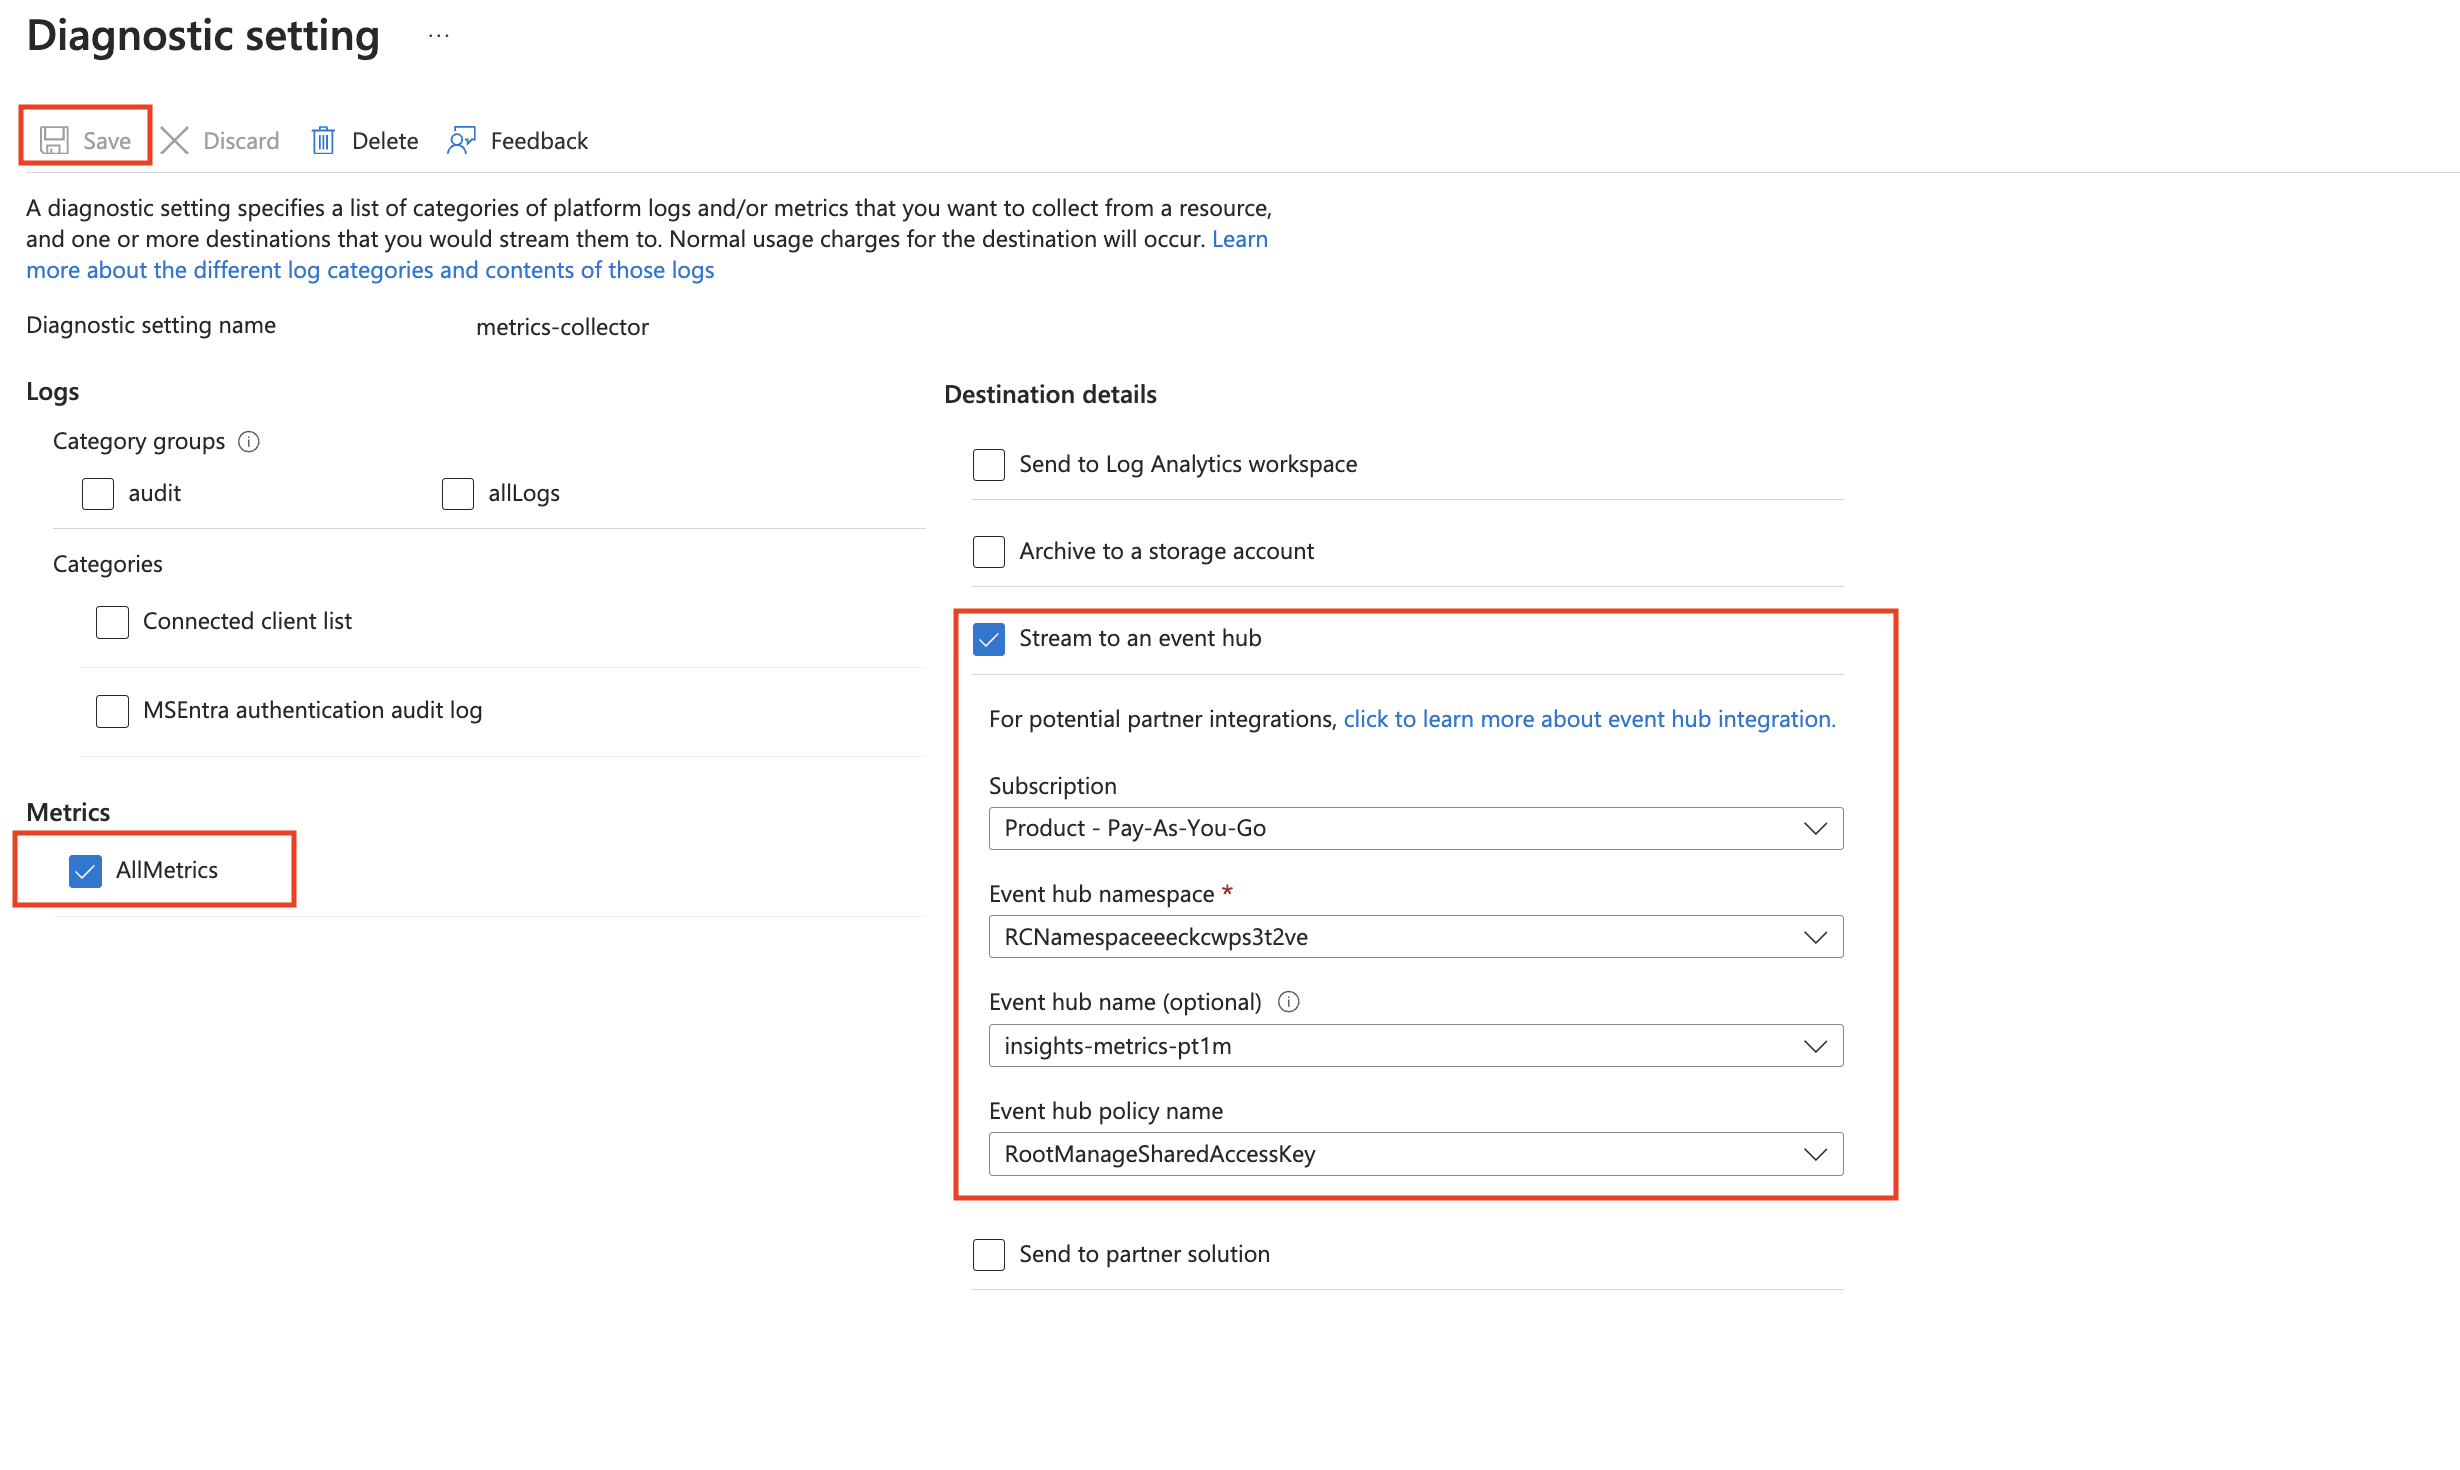 Diagnostic setting ...
Save Discard Delete Feedback
A diagnostic setting specifies a list of categories of platform logs and/or metrics that you want to collect from a resource,
and one or more destinations that you would stream them to. Normal usage charges for the destination will occur. Learn
more about the different log categories and contents of those logs
Diagnostic setting name metrics-collector
Logs
Category groups
audit allLogs
Categories
Connected client list
MSEntra authentication audit log
Metrics
AllMetrics
Destination details
Send to Log Analytics workspace
Archive to a storage account
Stream to an event hub
For potential partner integrations, click to learn more about event hub integration.
Subscription
Product - Pay-As-You-Go
Event hub namespace *
RCNamespaceeeckcwps3t2ve
Event hub name (optional)
insights-metrics-pt1m
Event hub policy name
RootManageSharedAccessKey
Send to partner solution